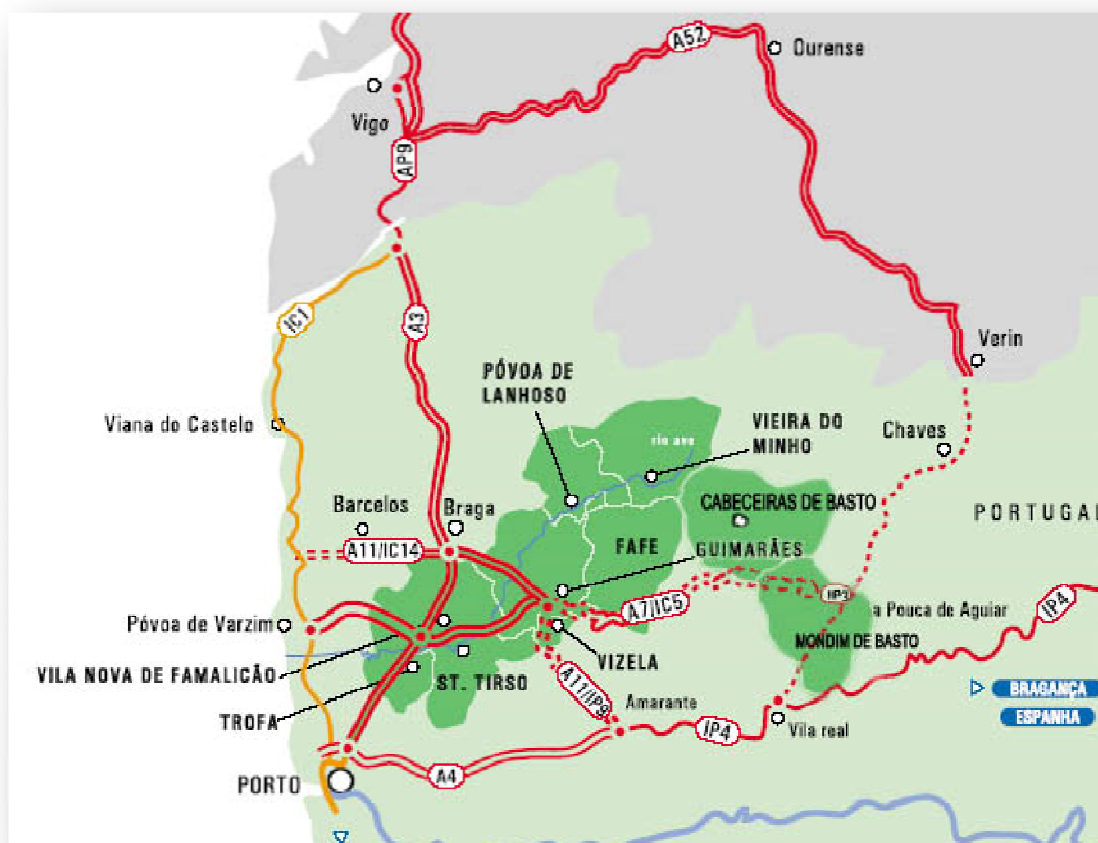 A52
Ourense
Vigo
AP9
IC1
A3
Verin
PÓVOA DE
LANHOSO
Viana do Castelo
rio ave
VIEIRA DO
MINHO
Chaves
Barcelos
Braga
CABECEIRAS DE BASTO
PORTUGAL
A11/IC14
FAFE
GUIMARÃES
A7/IC5
IP3
a Pouca de Aguiar
IP4
Póvoa de Varzim
MONDIM DE BASTO
VILA NOVA DE FAMALICÃO
VIZELA
ST. TIRSO
A11/IP9
BRAGANÇA
TROFA
Amarante
ESPANHA
IP4
Vila real
PORTO
A4